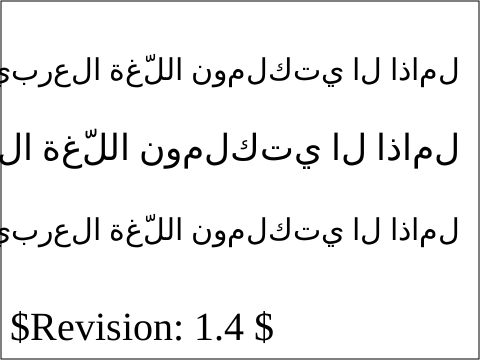 لماذا لا يتكلمون اللّغة العربي
لماذا لا يتكلمون اللّغة ال
لماذا لا يتكلمون اللّغة العربي
$Revision: 1.4 $